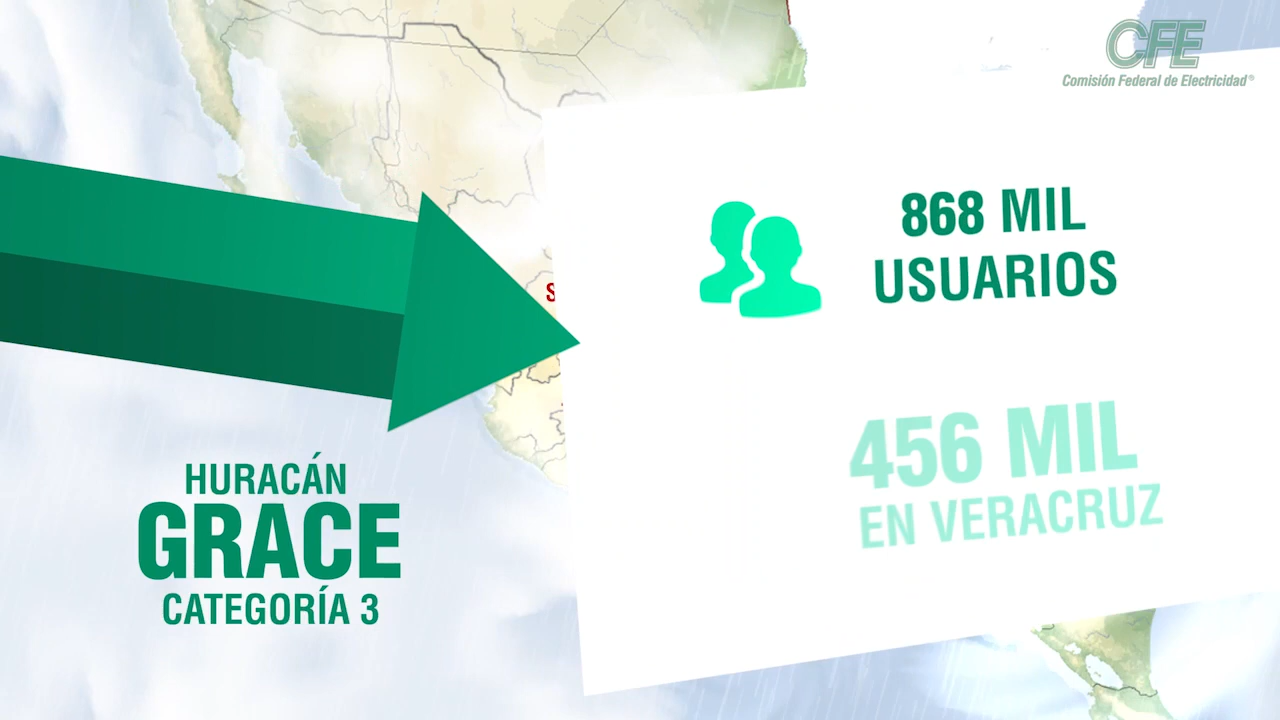 CFE
Comisión Federal de Electricidad®
868 MIL
USUARIOS
S
456 MIL
EN VERACRUZ
HURACÁN
GRACE
CATEGORÍA 3